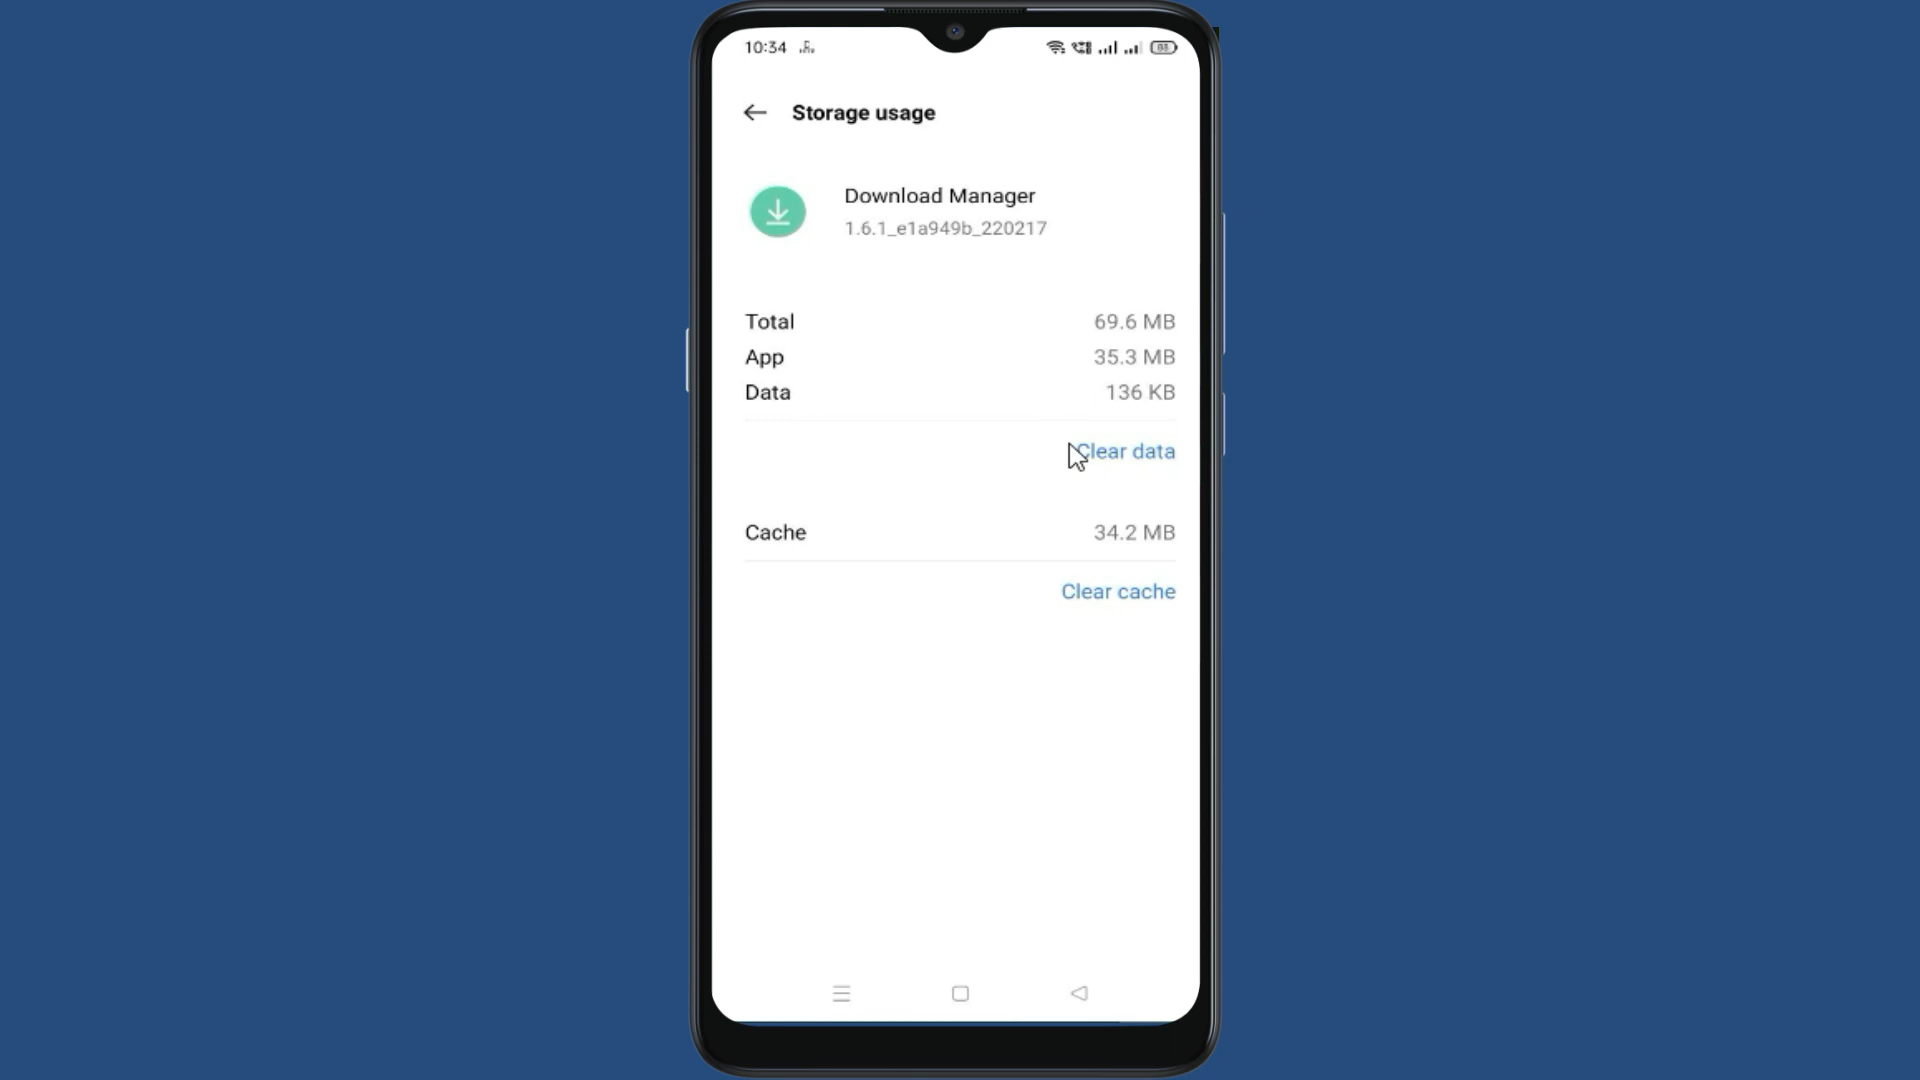 10:34
Storage usage
Download Manager
1.6.1_e1a949b_220217
Total 69.6 MB
App 35.3 MB
Data 136 KB
Clear data
Cache 34.2 MB
Clear cache